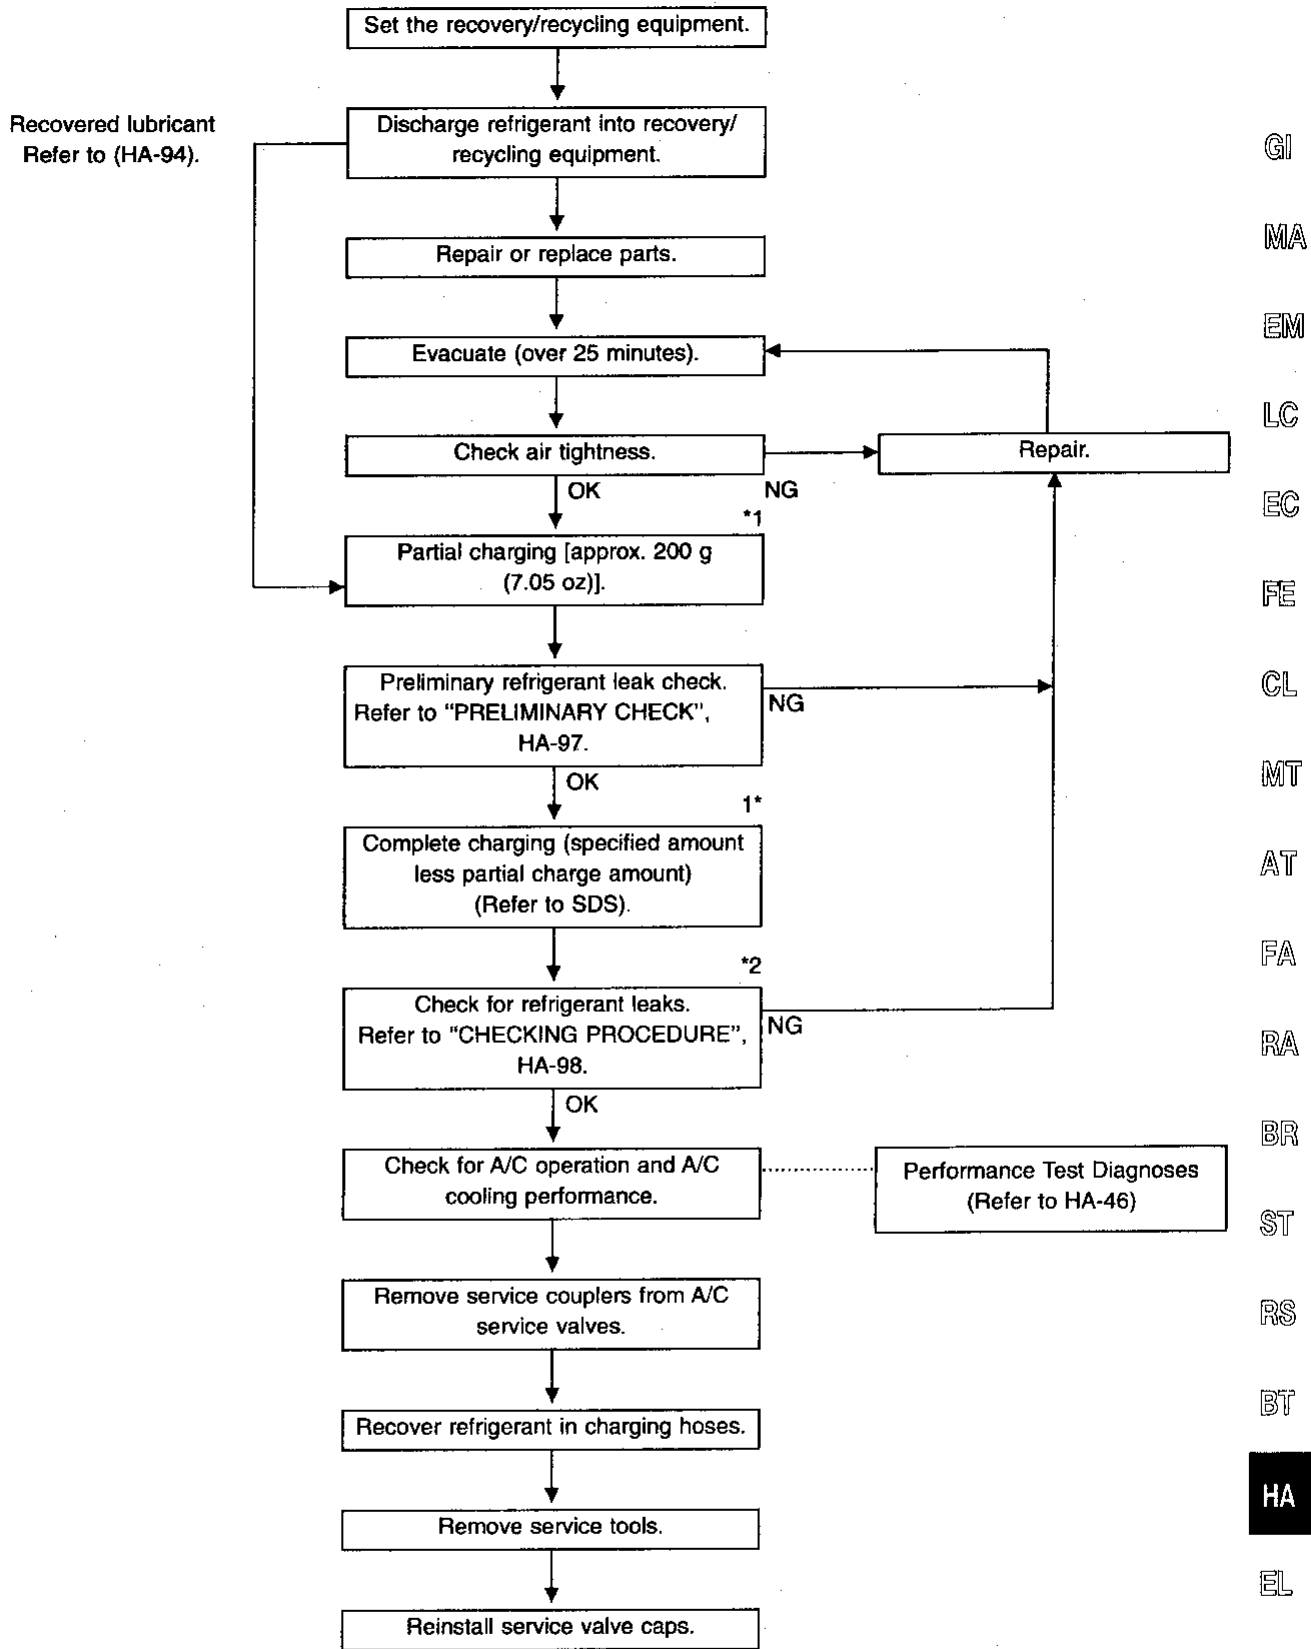 Set the recovery/recycling equipment.
Recovered lubricant
Refer to (HA-94).
Discharge refrigerant into recovery/
recycling equipment.
Repair or replace parts.
Evacuate (over 25 minutes).
Check air tightness.
Repair.
OK
NG
*1
Partial charging [approx. 200 g
(7.05 oz)].
Preliminary refrigerant leak check.
Refer to "PRELIMINARY CHECK",
HA-97.
NG
OK
1*
Complete charging (specified amount
less partial charge amount)
(Refer to SDS).
*2
Check for refrigerant leaks.
Refer to "CHECKING PROCEDURE",
HA-98.
NG
OK
Check for A/C operation and A/C
cooling performance.
Performance Test Diagnoses
(Refer to HA-46)
Remove service couplers from A/C
service valves.
Recover refrigerant in charging hoses.
Remove service tools.
Reinstall service valve caps.
GI
MA
EM
LC
EC
FE
CL
MT
AT
FA
RA
BR
ST
RS
BT
HA
EL